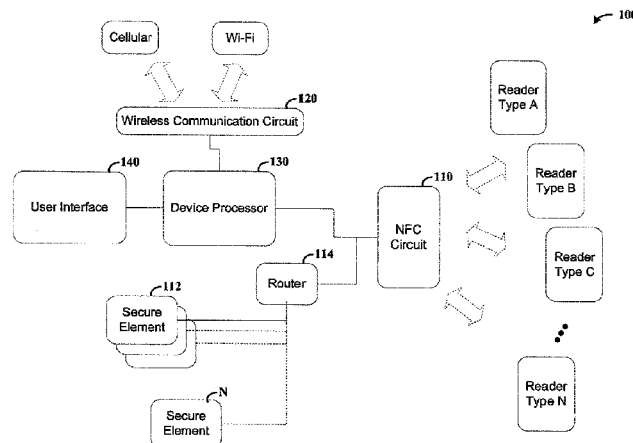 100
Cellular
Wi-Fi
120
Wireless Communication Circuit
Reader
Type A
140
130
110
User Interface
Device Processor
NFC
Circuit
Reader
Type B
114
Router
Reader
Type C
112
Secure
Element
N
Secure
Element
Reader
Type N